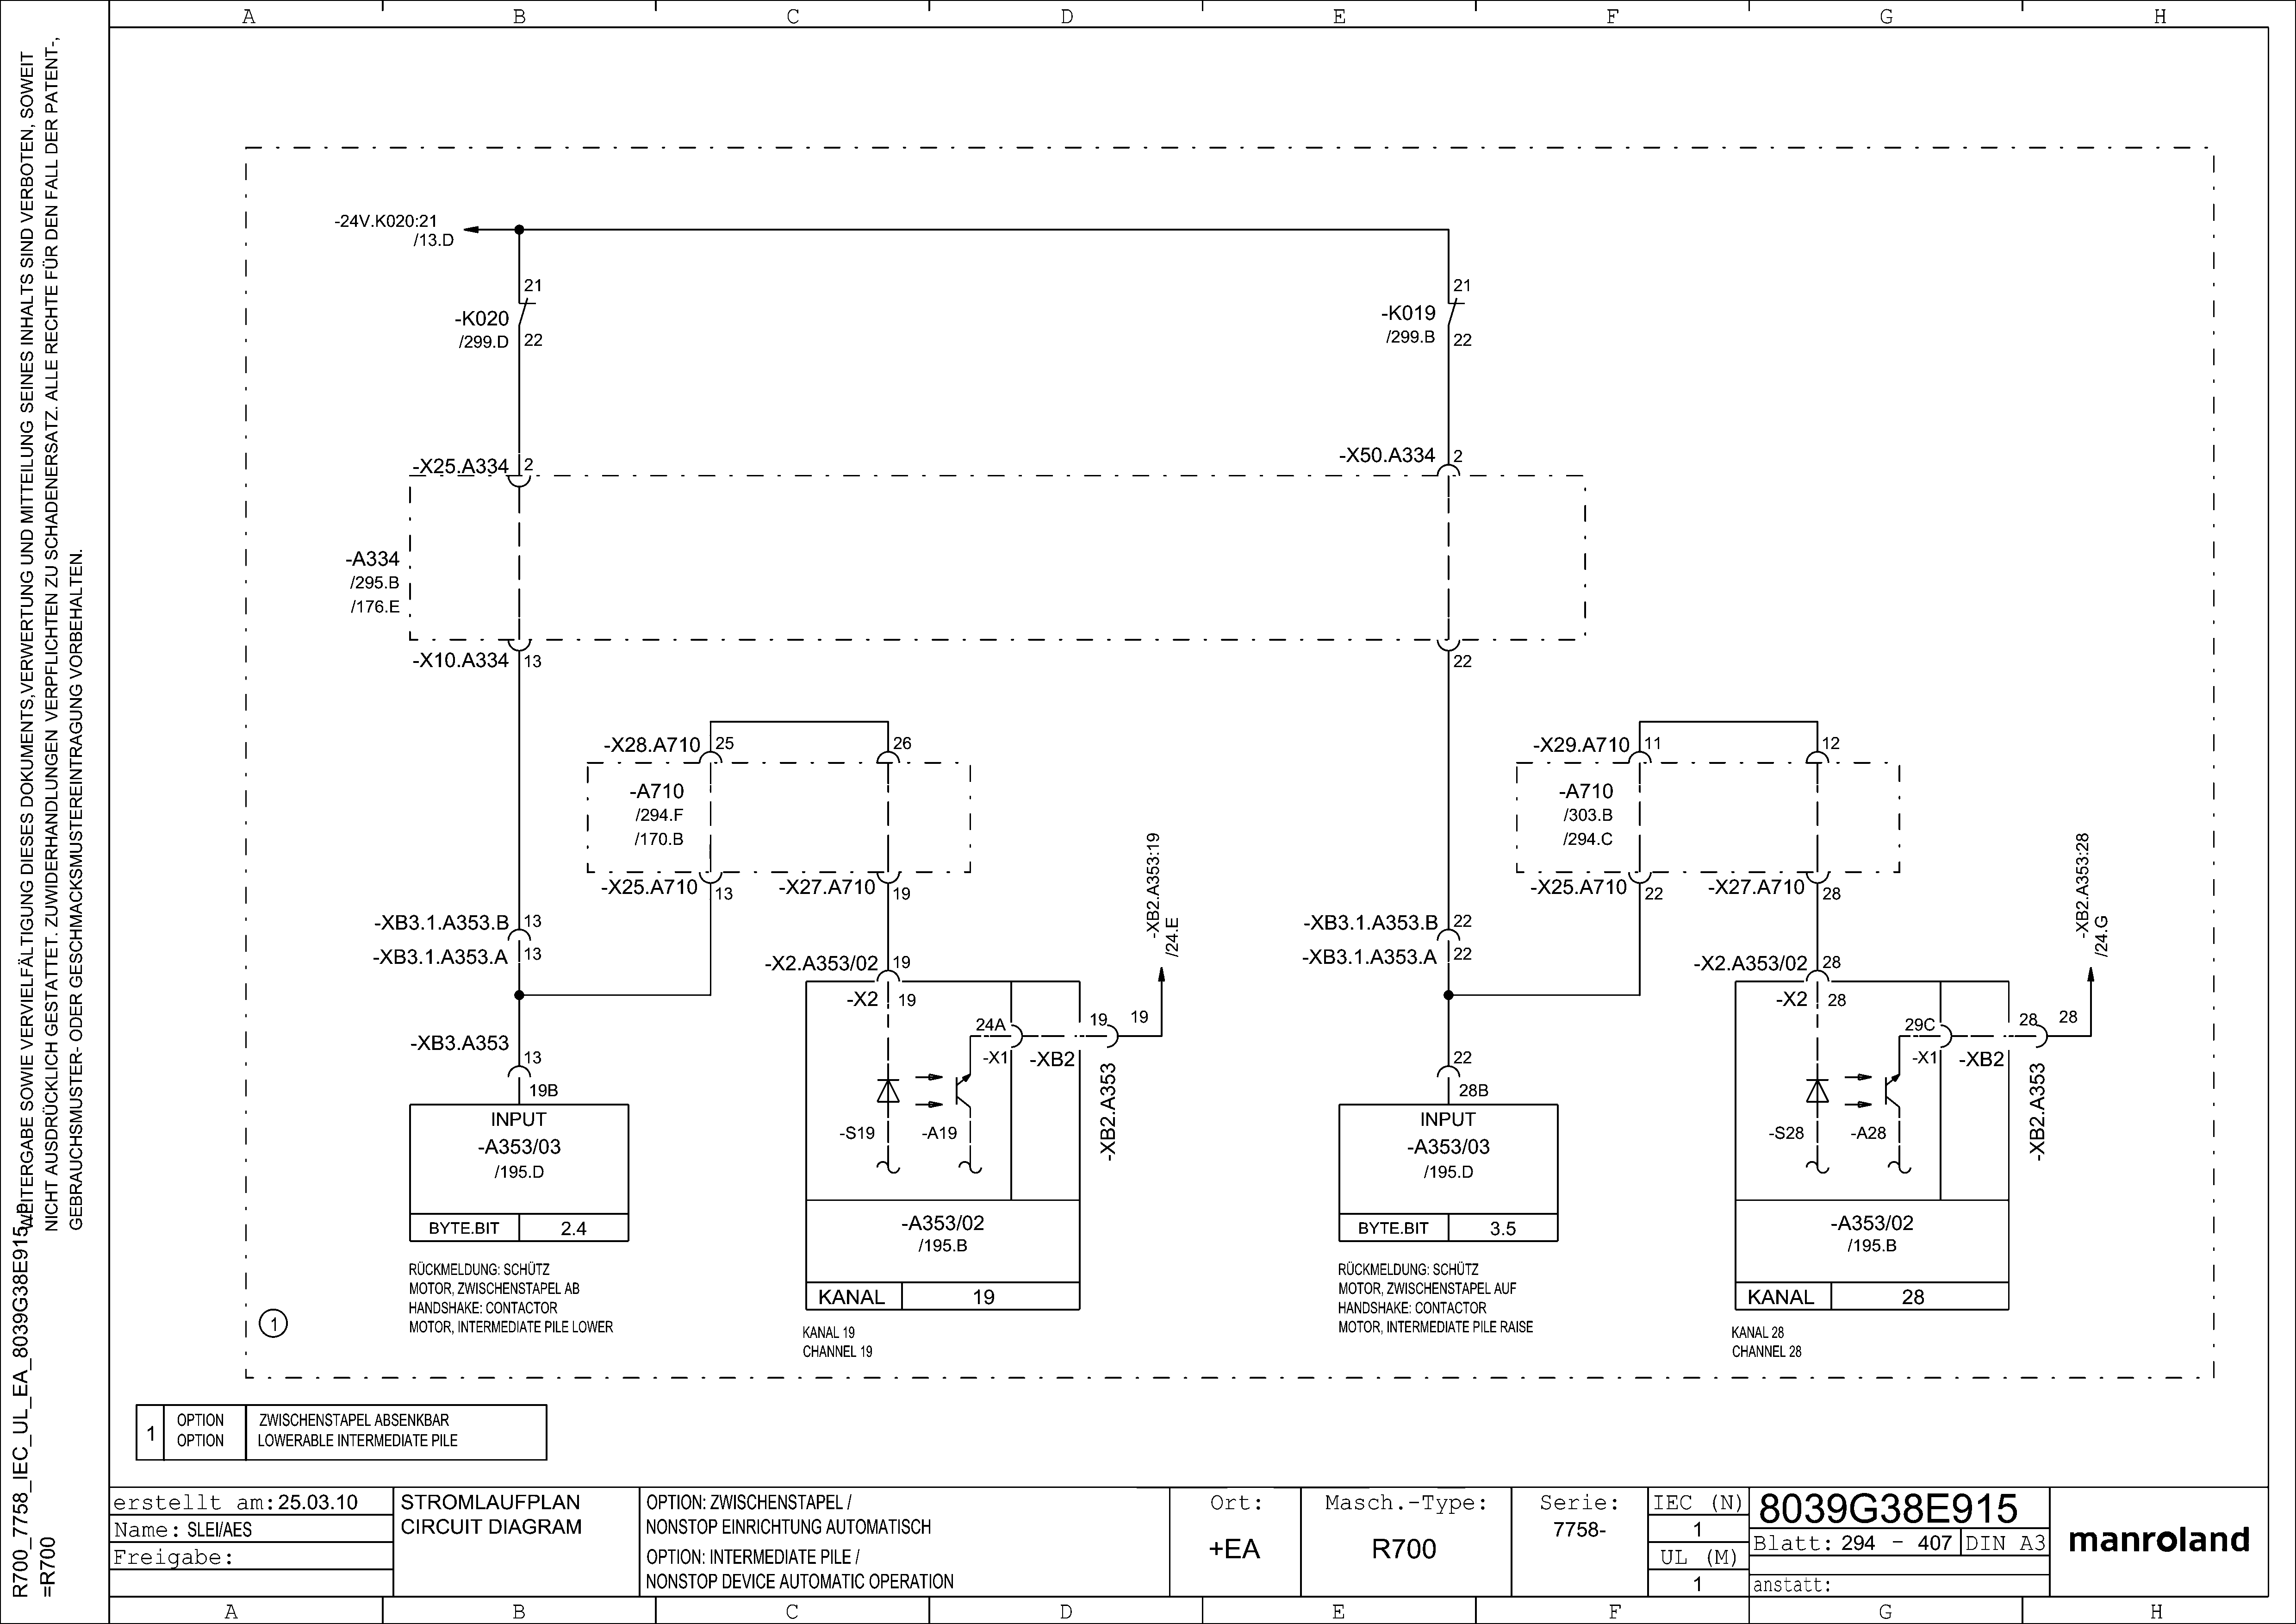 A B C D E F G H
WEITERGABE SOWIE VERVIELFÄLTIGUNG DIESES DOKUMENTS,VERWERTUNG UND MITTEILUNG SEINES INHALTS SIND VERBOTEN, SOWEIT
NICHT AUSDRÜCKLICH GESTATTET. ZUWIDERHANDLUNGEN VERPFLICHTEN ZU SCHADENERSATZ. ALLE RECHTE FÜR DEN FALL DER PATENT-,
GEBRAUCHSMUSTER- ODER GESCHMACKSMUSTEREINTRAGUNG VORBEHALTEN.
=R700
-24V.K020:21
/13.D
21
-K020
/299.D
22
21
-K019
/299.B
22
-X25.A334 2
-X50.A334 2
-A334
/295.B
/176.E
-X10.A334 13
22
-X28.A710 25
26
-A710
/294.F
/170.B
-X25.A710 13
-X27.A710 19
-X29.A710 11
12
-A710
/303.B
/294.C
-X25.A710 22
-X27.A710 28
-XB3.1.A353.B 13
-XB3.1.A353.A 13
-XB3.A353
13
19B
INPUT
-A353/03
/195.D
BYTE.BIT 2.4
RÜCKMELDUNG: SCHÜTZ
MOTOR, ZWISCHENSTAPEL AB
HANDSHAKE: CONTACTOR
MOTOR, INTERMEDIATE PILE LOWER
-X2.A353/02 19
-X2 19
24A
-X1
-XB2
19
19
-XB2.A353:19
/24.E
-XB2.A353
-S19
-A19
-A353/02
/195.B
KANAL 19
KANAL 19
CHANNEL 19
-XB3.1.A353.B 22
-XB3.1.A353.A 22
22
28B
INPUT
-A353/03
/195.D
BYTE.BIT 3.5
RÜCKMELDUNG: SCHÜTZ
MOTOR, ZWISCHENSTAPEL AUF
HANDSHAKE: CONTACTOR
MOTOR, INTERMEDIATE PILE RAISE
-X2.A353/02 28
-X2 28
29C
-X1
-XB2
28
28
-XB2.A353:28
/24.G
-XB2.A353
-S28
-A28
-A353/02
/195.B
KANAL 28
KANAL 28
CHANNEL 28
1
1
OPTION ZWISCHENSTAPEL ABSENKBAR
OPTION LOWERABLE INTERMEDIATE PILE
erstellt am: 25.03.10
Name: SLEI/AES
Freigabe:
STROMLAUFPLAN
CIRCUIT DIAGRAM
OPTION: ZWISCHENSTAPEL /
NONSTOP EINRICHTUNG AUTOMATISCH
OPTION: INTERMEDIATE PILE /
NONSTOP DEVICE AUTOMATIC OPERATION
Ort:
+EA
Masch.-Type:
R700
Serie:
7758-
IEC (N)
1
UL (M)
1
8039G38E915
Blatt: 294 - 407 DIN A3
anstatt:
manroland
A B C D E F G H